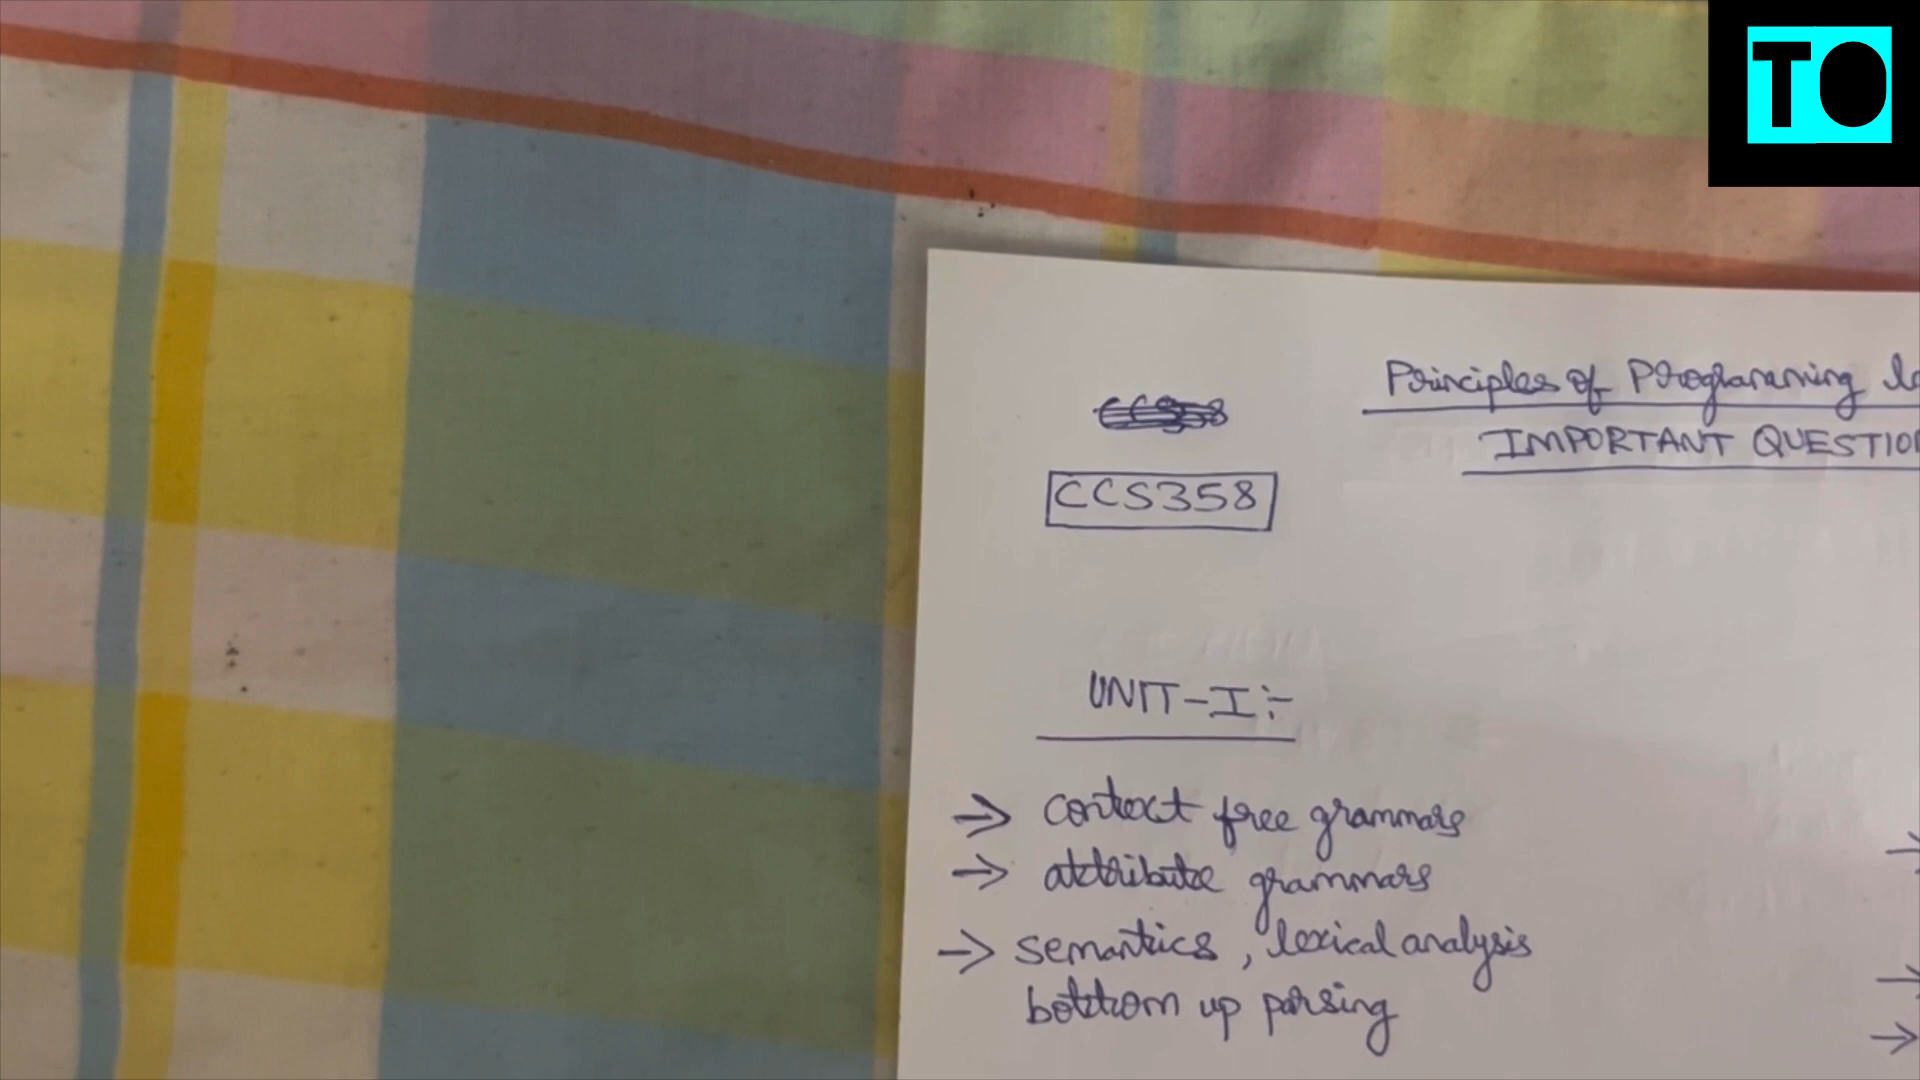 TO
Principles of Programming
IMPORTANT QUESTIO
CCS358
UNIT-I:-
→ context free grammars
→ attribute grammars
→ semantics, lexical analysis
bottom up parsing